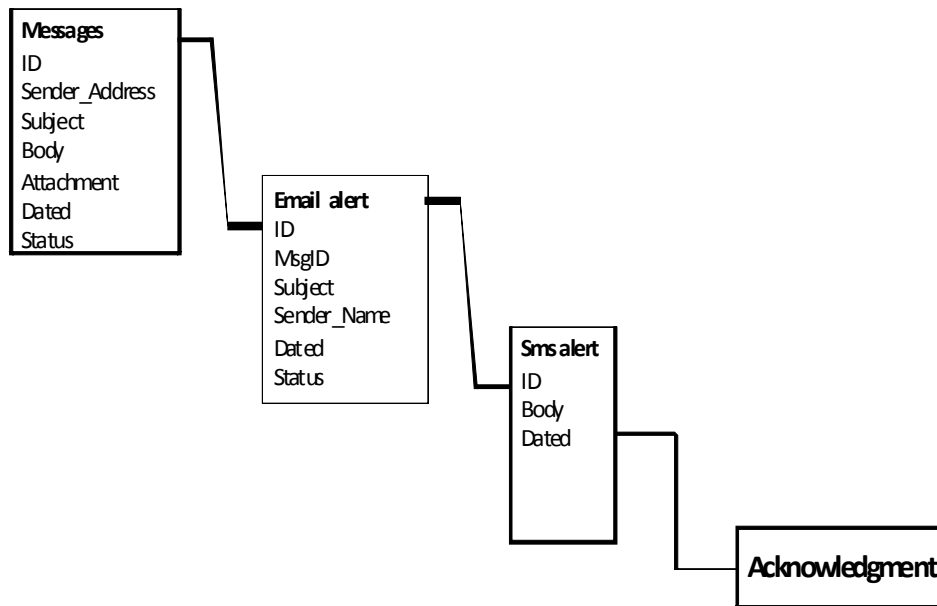 Messages
ID
Sender_Address
Subject
Body
Attachment
Dated
Status
Email alert
ID
MsgID
Subject
Sender_Name
Dated
Status
Sms alert
ID
Body
Dated
Acknowledgment